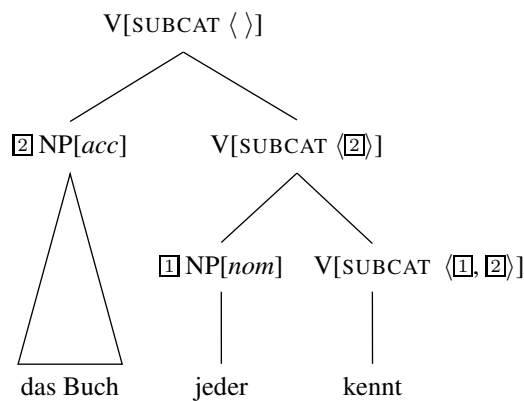 V[SUBCAT ⟨ ⟩]
2 NP[acc] V[SUBCAT ⟨2⟩]
1 NP[nom] V[SUBCAT ⟨1, 2⟩]
das Buch jeder kennt